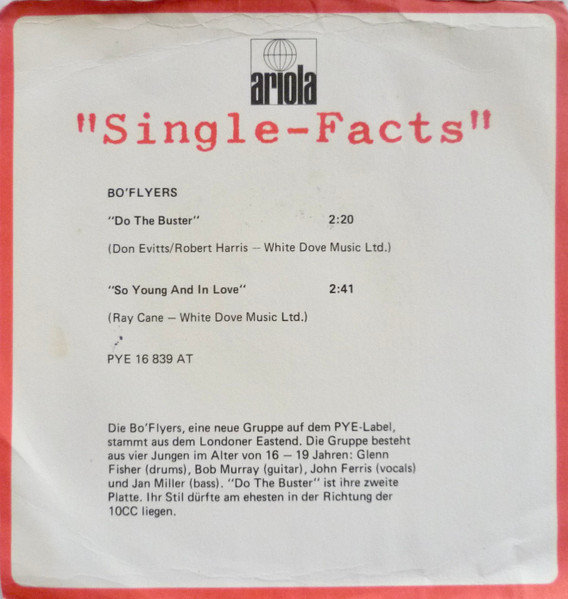 ariola
"Single-Facts"
BO'FLYERS
"Do The Buster" 2:20
(Don Evitts/Robert Harris – White Dove Music Ltd.)
"So Young And In Love" 2:41
(Ray Cane – White Dove Music Ltd.)
PYE 16 839 AT
Die Bo'Flyers, eine neue Gruppe auf dem PYE-Label,
stammt aus dem Londoner Eastend. Die Gruppe besteht
aus vier Jungen im Alter von 16 – 19 Jahren: Glenn
Fisher (drums), Bob Murray (guitar), John Ferris (vocals)
und Jan Miller (bass). "Do The Buster" ist ihre zweite
Platte. Ihr Stil dürfte am ehesten in der Richtung der
10CC liegen.